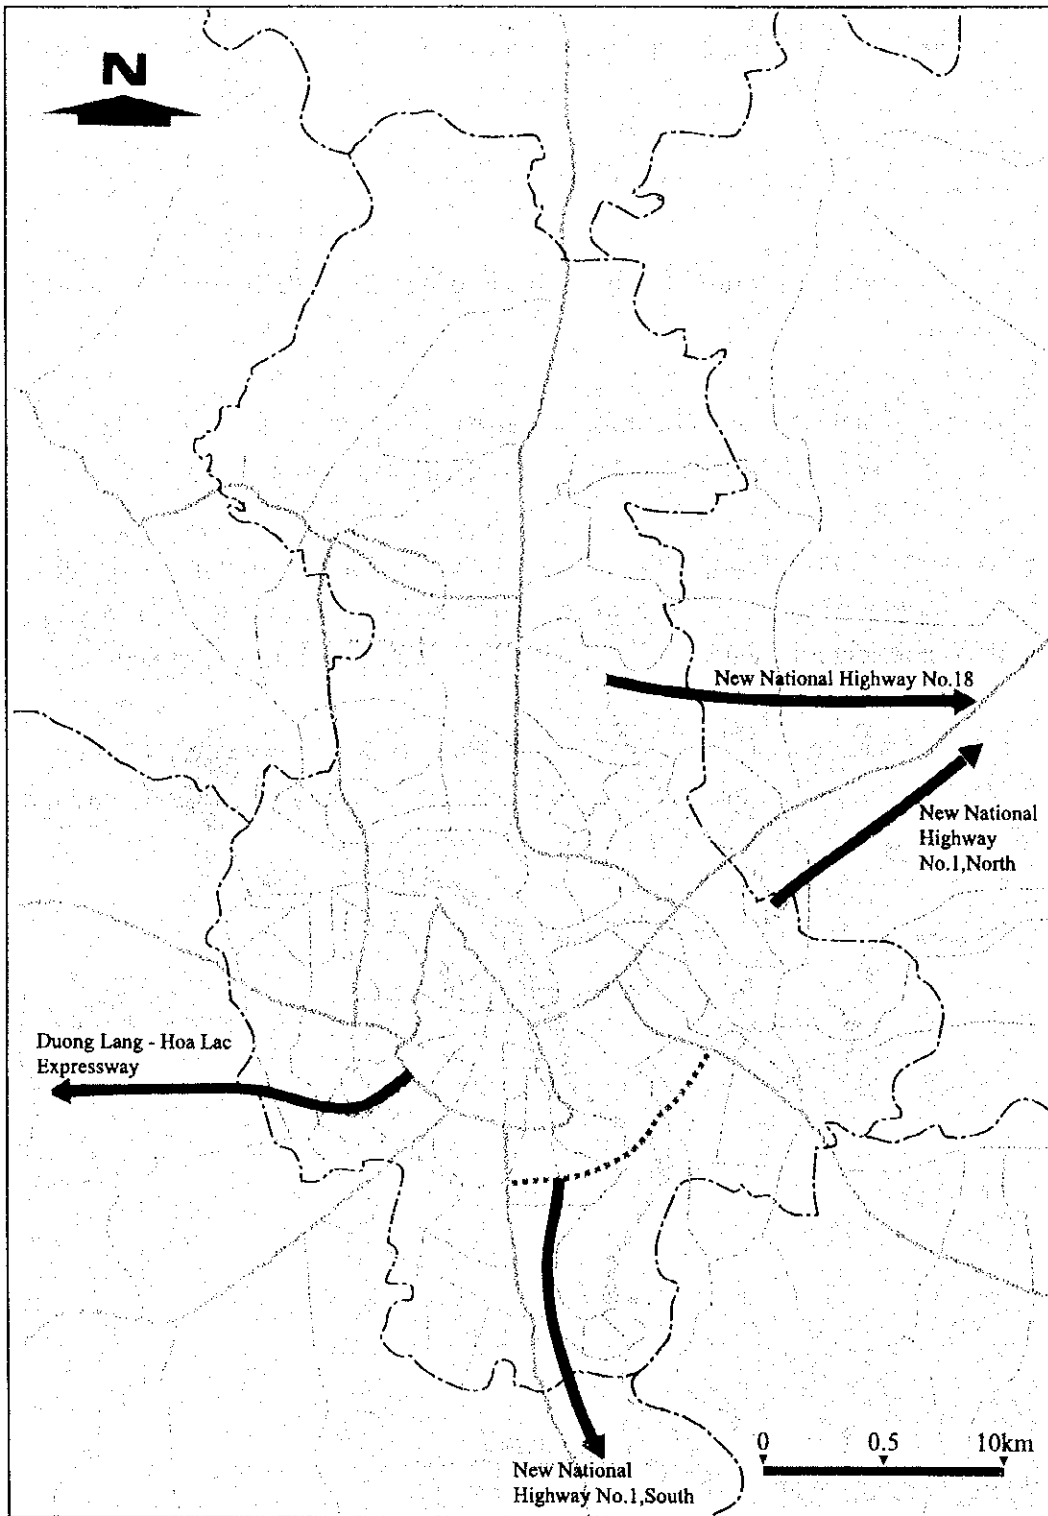 N
New National Highway No.18
New National
Highway
No.1,North
Duong Lang - Hoa Lac
Expressway
0 0.5 10km
New National
Highway No.1,South